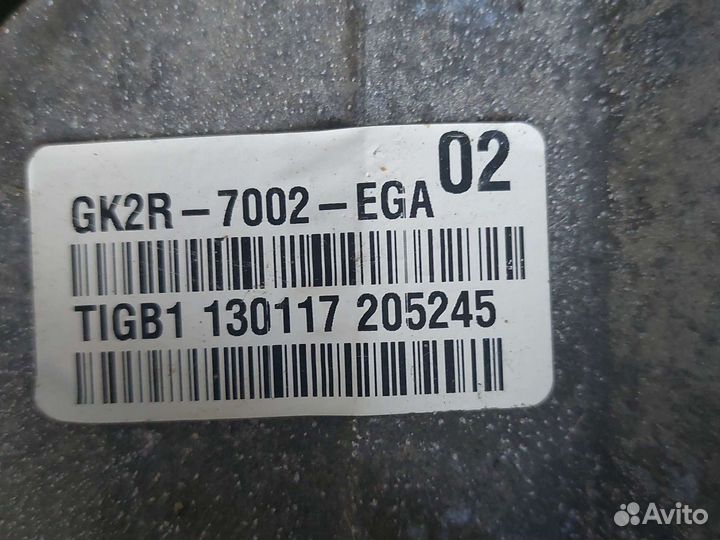 02
GK2R-7002-EGA
TIGB1 130117 205245
Avito